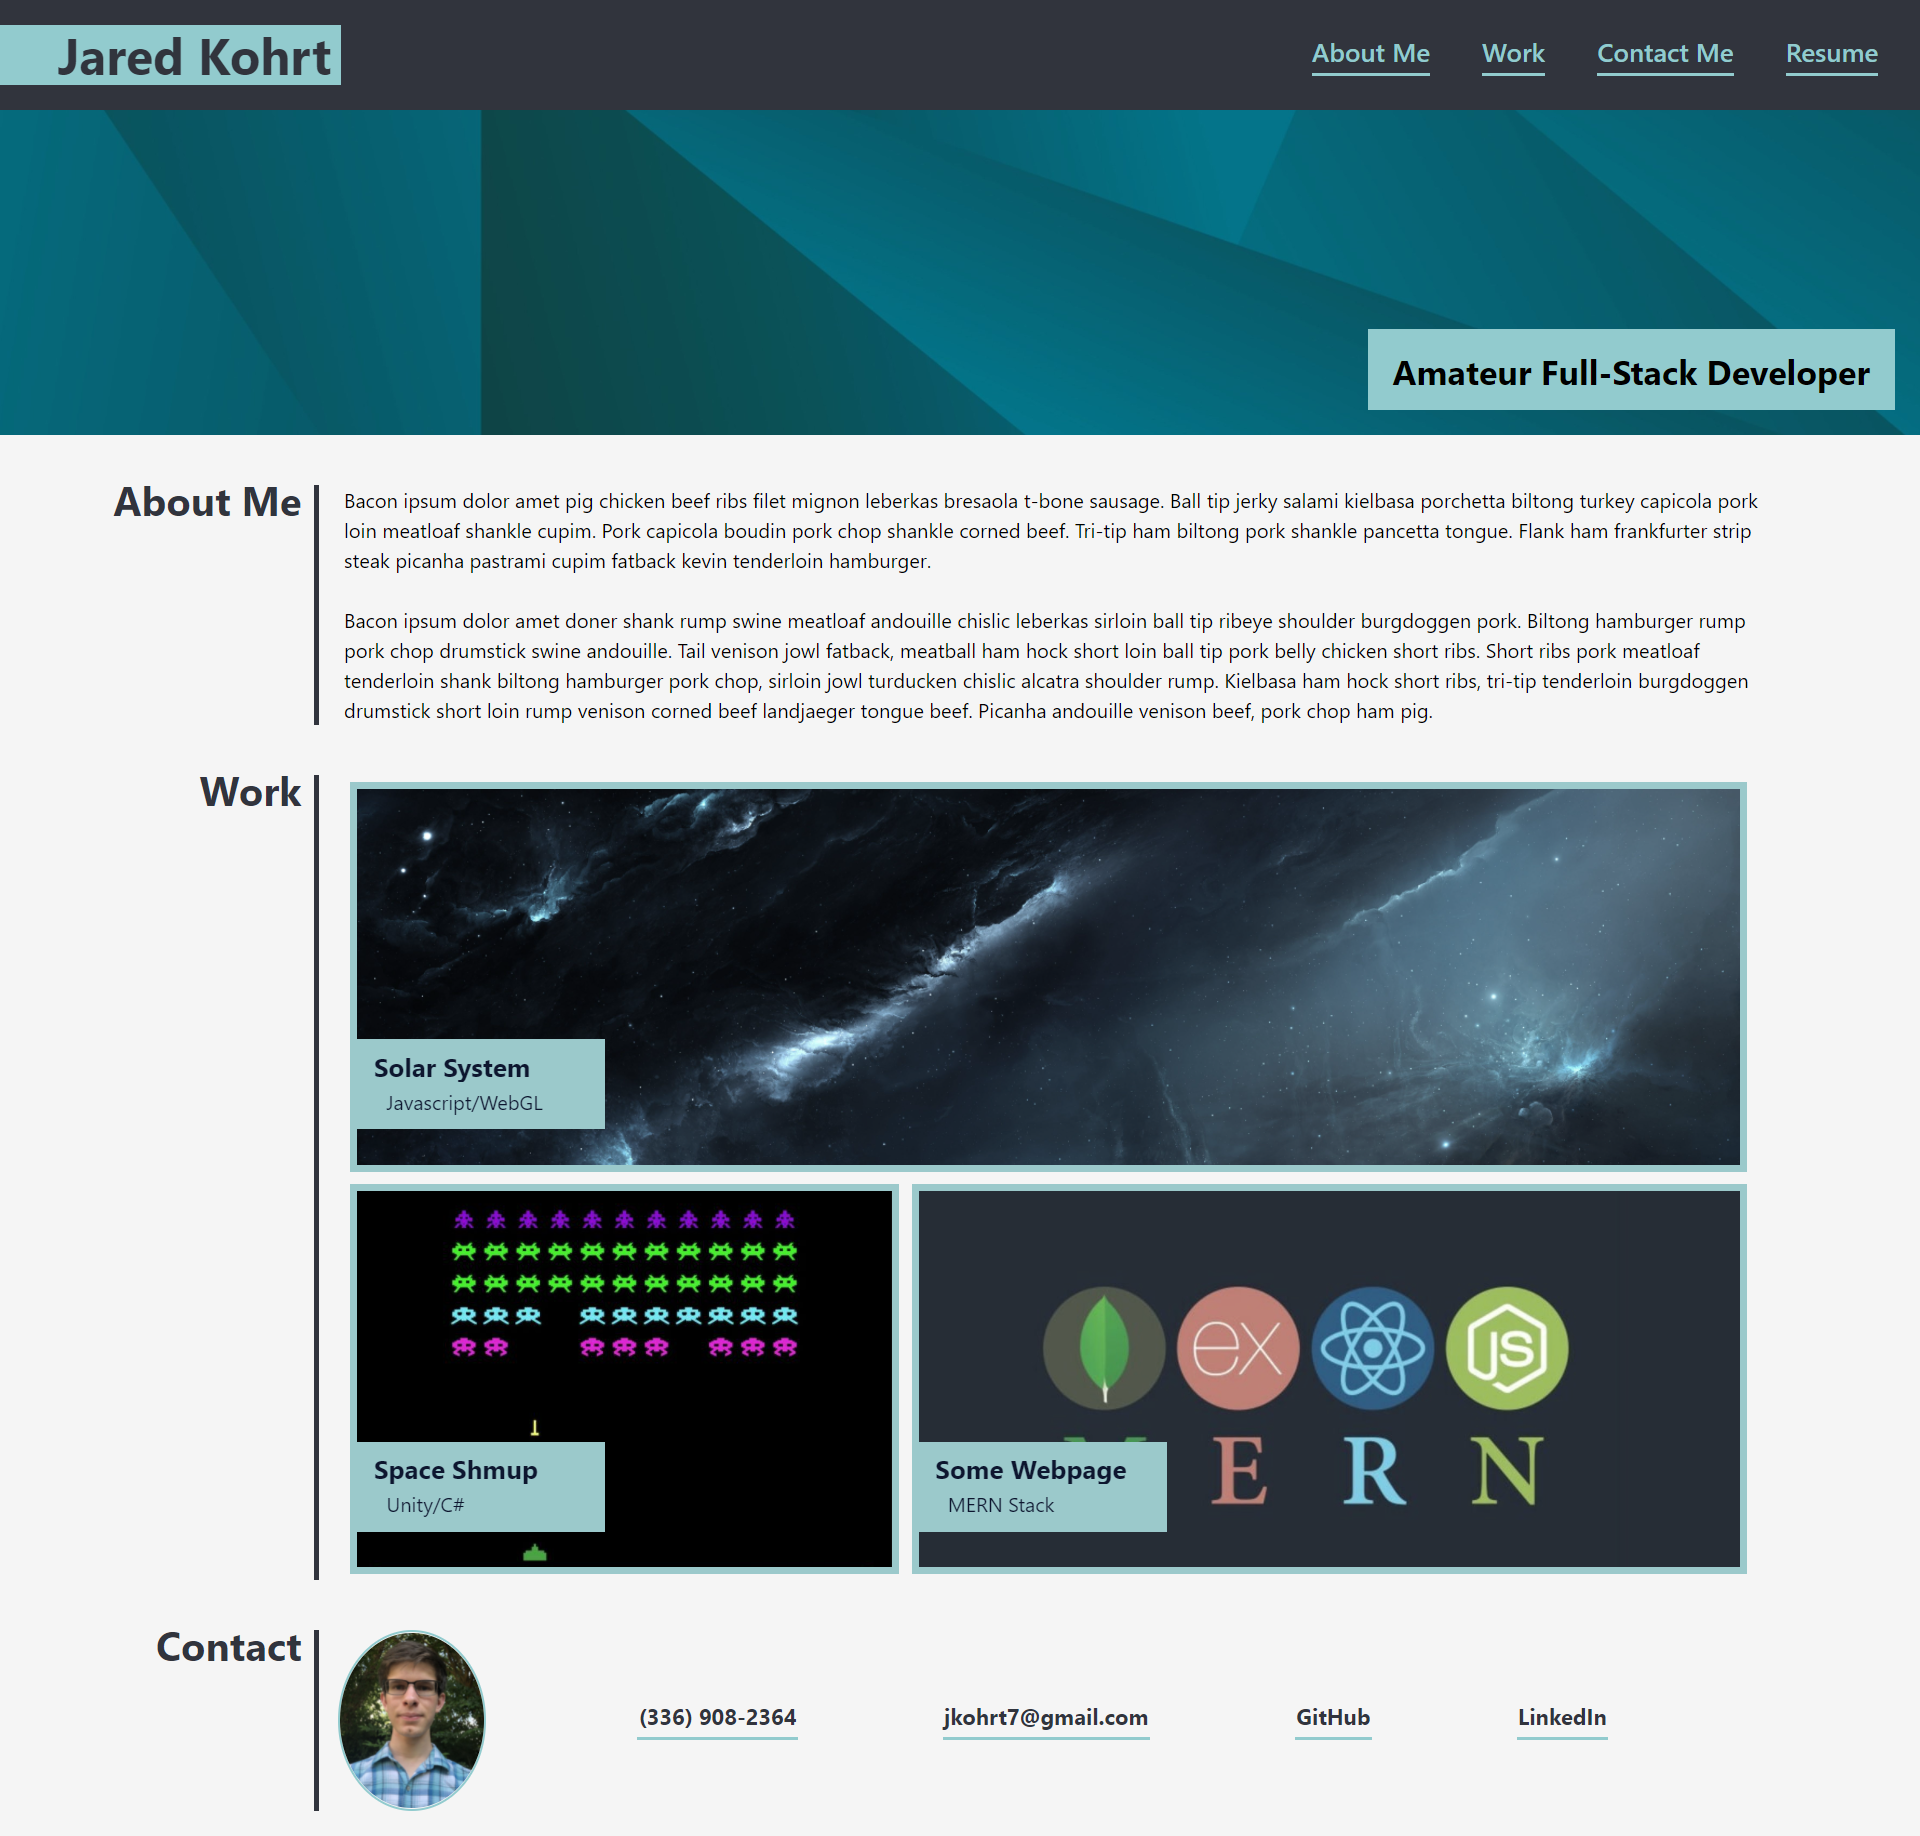 Jared Kohrt
About Me
Work
Contact Me
Resume
Amateur Full-Stack Developer
About Me
Bacon ipsum dolor amet pig chicken beef ribs filet mignon leberkas bresaola t-bone sausage. Ball tip jerky salami kielbasa porchetta biltong turkey capicola pork
loin meatloaf shankle cupim. Pork capicola boudin pork chop shankle corned beef. Tri-tip ham biltong pork shankle pancetta tongue. Flank ham frankfurter strip
steak picanha pastrami cupim fatback kevin tenderloin hamburger.
Bacon ipsum dolor amet doner shank rump swine meatloaf andouille chislic leberkas sirloin ball tip ribeye shoulder burgdoggen pork. Biltong hamburger rump
pork chop drumstick swine andouille. Tail venison jowl fatback, meatball ham hock short loin ball tip pork belly chicken short ribs. Short ribs pork meatloaf
tenderloin shank biltong hamburger pork chop, sirloin jowl turducken chislic alcatra shoulder rump. Kielbasa ham hock short ribs, tri-tip tenderloin burgdoggen
drumstick short loin rump venison corned beef landjaeger tongue beef. Picanha andouille venison beef, pork chop ham pig.
Work
Solar System
Javascript/WebGL
Space Shmup
Unity/C#
ex
JS
E R N
Some Webpage
MERN Stack
Contact
(336) 908-2364
jkohrt7@gmail.com
GitHub
LinkedIn